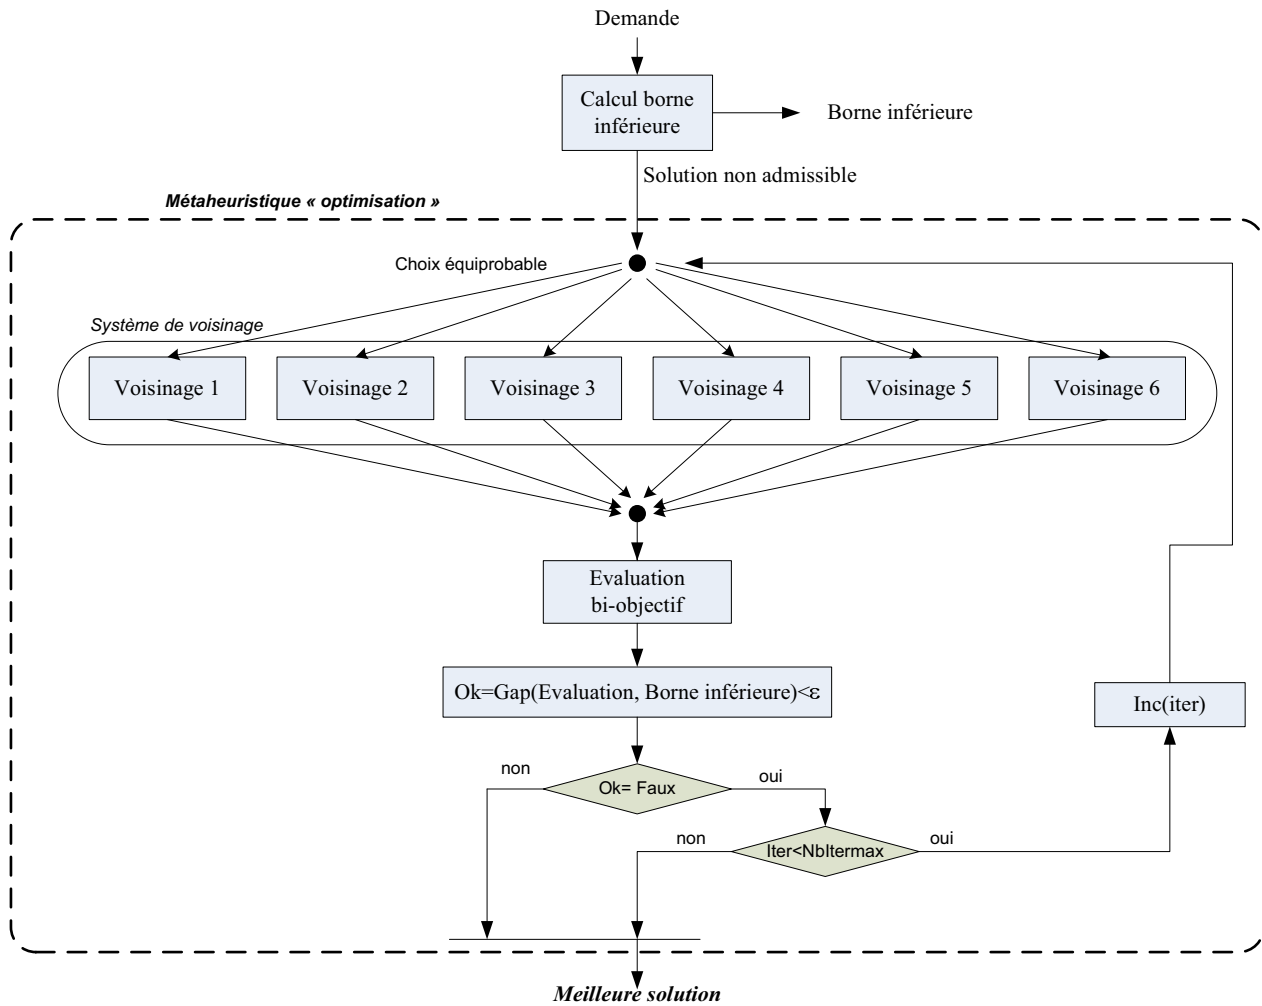 Demande
Calcul borne
inférieure
Borne inférieure
Solution non admissible
Métaheuristique « optimisation »
Choix équiprobable
Système de voisinage
Voisinage 1
Voisinage 2
Voisinage 3
Voisinage 4
Voisinage 5
Voisinage 6
Evaluation
bi-objectif
Ok=Gap(Evaluation, Borne inférieure)<ε
Inc(iter)
non
Ok= Faux
oui
non
Iter<NbItermax
oui
Meilleure solution